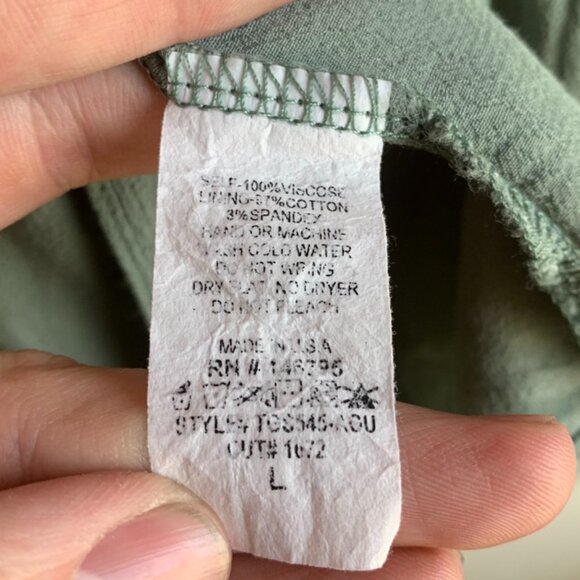 SELF-100%VISCOSE
LINING-97%COTTON
3%SPANDEX
HAND OR MACHINE
WASH COLD WATER
DO NOT WRING
DRY FLAT, NO DRYER
DO NOT BLEACH
MADE IN U.S.A
RN #
STYLE#
CUT# 1672
L